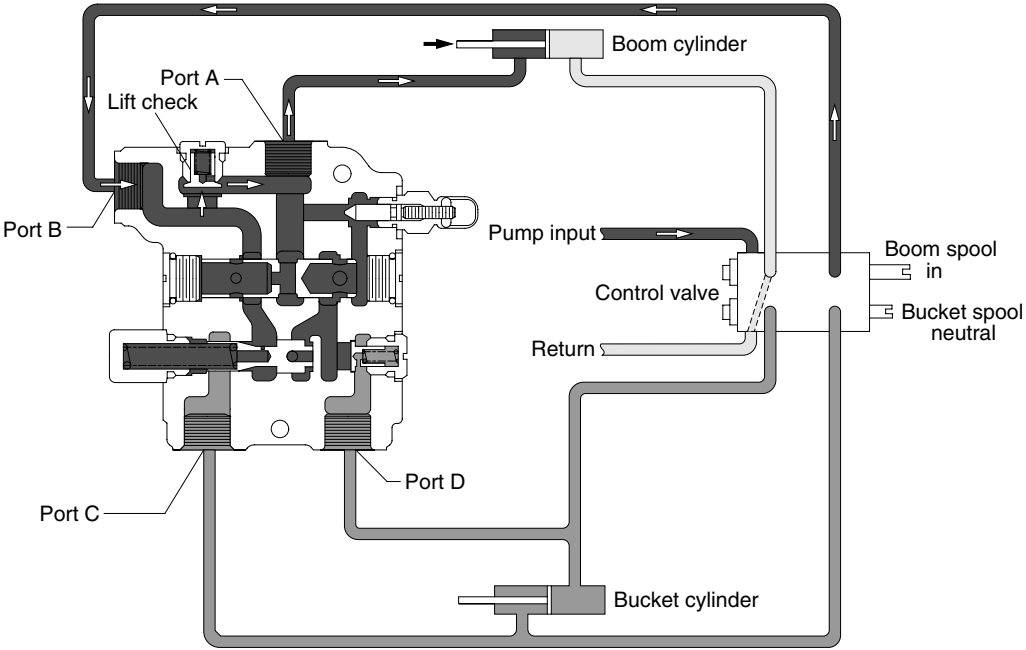 Boom cylinder
Port A
Lift check
Port B
Pump input
Boom spool
in
Control valve
Bucket spool
neutral
Return
Port D
Port C
Bucket cylinder